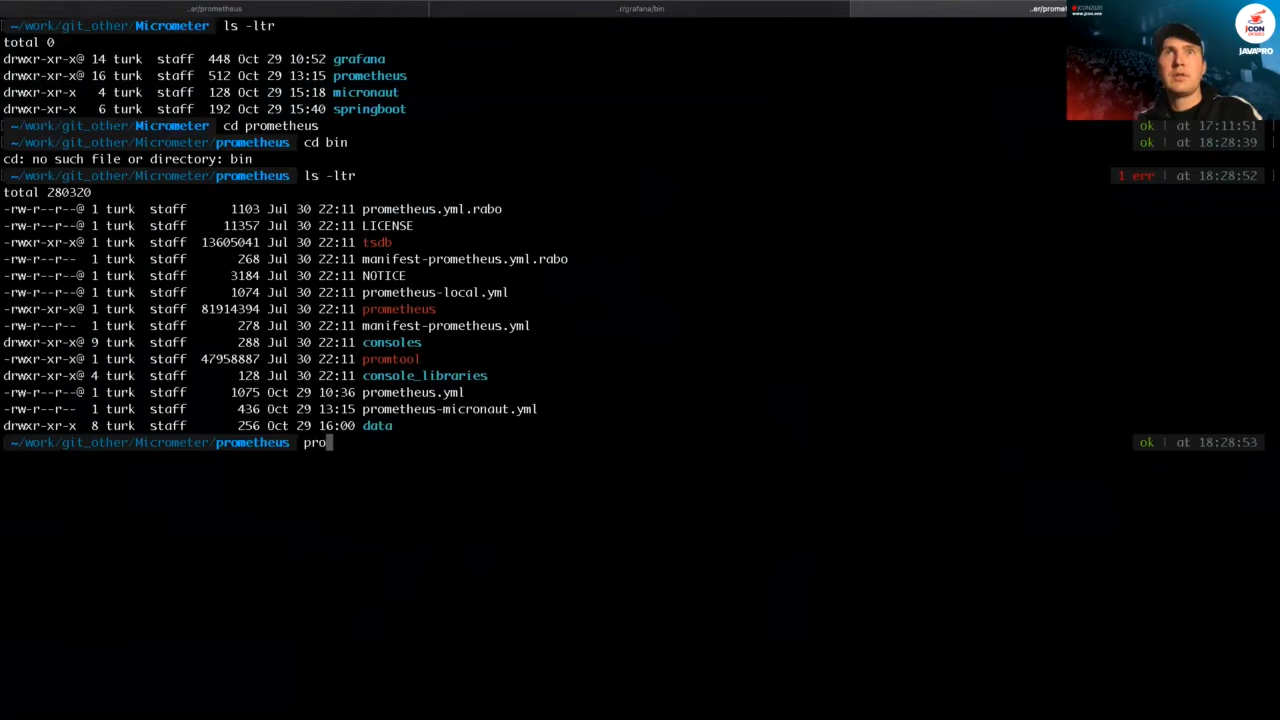 ..er/prometheus ..r/grafana/bin ..er/promet
~/work/git_other/Micrometer ls -ltr
total 0
drwxr-xr-x@ 14 turk staff 448 Oct 29 10:52 grafana
drwxr-xr-x@ 16 turk staff 512 Oct 29 13:15 prometheus
drwxr-xr-x 4 turk staff 128 Oct 29 15:18 micronaut
drwxr-xr-x 6 turk staff 192 Oct 29 15:40 springboot
~/work/git_other/Micrometer cd prometheus ok | at 17:11:51
~/work/git_other/Micrometer/prometheus cd bin ok | at 18:28:39
cd: no such file or directory: bin
~/work/git_other/Micrometer/prometheus ls -ltr 1 err | at 18:28:52
total 280320
-rw-r--r--@ 1 turk staff 1103 Jul 30 22:11 prometheus.yml.rabo
-rw-r--r--@ 1 turk staff 11357 Jul 30 22:11 LICENSE
-rwxr-xr-x@ 1 turk staff 13605041 Jul 30 22:11 tsdb
-rw-r--r-- 1 turk staff 268 Jul 30 22:11 manifest-prometheus.yml.rabo
-rw-r--r--@ 1 turk staff 3184 Jul 30 22:11 NOTICE
-rw-r--r--@ 1 turk staff 1074 Jul 30 22:11 prometheus-local.yml
-rwxr-xr-x@ 1 turk staff 81914394 Jul 30 22:11 prometheus
-rw-r--r-- 1 turk staff 278 Jul 30 22:11 manifest-prometheus.yml
drwxr-xr-x@ 9 turk staff 288 Jul 30 22:11 consoles
-rwxr-xr-x@ 1 turk staff 47958887 Jul 30 22:11 promtool
drwxr-xr-x@ 4 turk staff 128 Jul 30 22:11 console_libraries
-rw-r--r--@ 1 turk staff 1075 Oct 29 10:36 prometheus.yml
-rw-r--r-- 1 turk staff 436 Oct 29 13:15 prometheus-micronaut.yml
drwxr-xr-x 8 turk staff 256 Oct 29 16:00 data
~/work/git_other/Micrometer/prometheus pro ok | at 18:28:53
JCON2020
www.jcon.one
JCON
2020
JAVAPRO